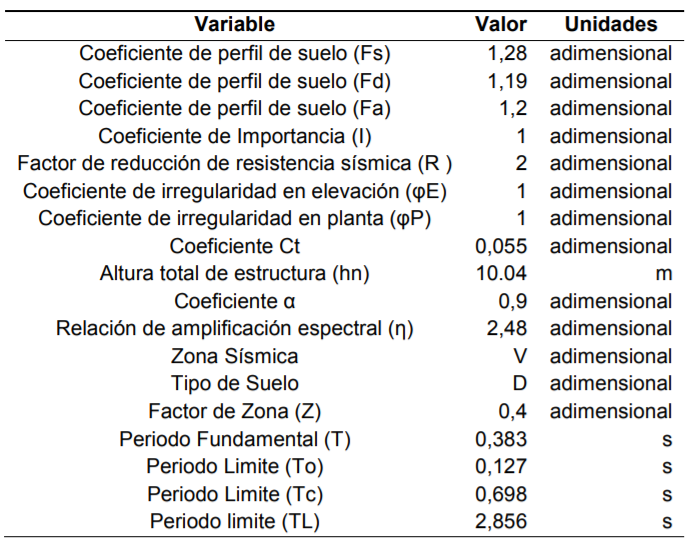 Variable Valor Unidades
Coeficiente de perfil de suelo (Fs) 1,28 adimensional
Coeficiente de perfil de suelo (Fd) 1,19 adimensional
Coeficiente de perfil de suelo (Fa) 1,2 adimensional
Coeficiente de Importancia (I) 1 adimensional
Factor de reducción de resistencia sísmica (R ) 2 adimensional
Coeficiente de irregularidad en elevación (φE) 1 adimensional
Coeficiente de irregularidad en planta (φP) 1 adimensional
Coeficiente Ct 0,055 adimensional
Altura total de estructura (hn) 10.04 m
Coeficiente α 0,9 adimensional
Relación de amplificación espectral (η) 2,48 adimensional
Zona Sísmica V adimensional
Tipo de Suelo D adimensional
Factor de Zona (Z) 0,4 adimensional
Periodo Fundamental (T) 0,383 s
Periodo Limite (To) 0,127 s
Periodo Limite (Tc) 0,698 s
Periodo limite (TL) 2,856 s